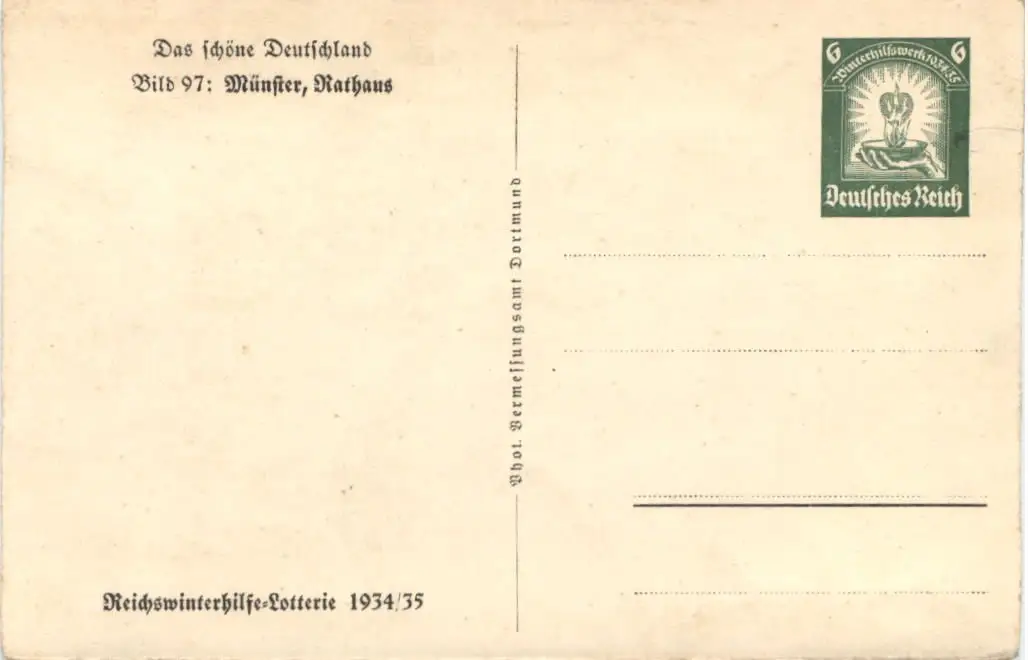 Das schöne Deutschland
Bild 97: Münster, Rathaus
Reichswinterhilfe-Lotterie 1934/35
Phot. Vermessungsamt Dortmund
6 6
Winterhilfswerk 1934/35
Deutsches Reich